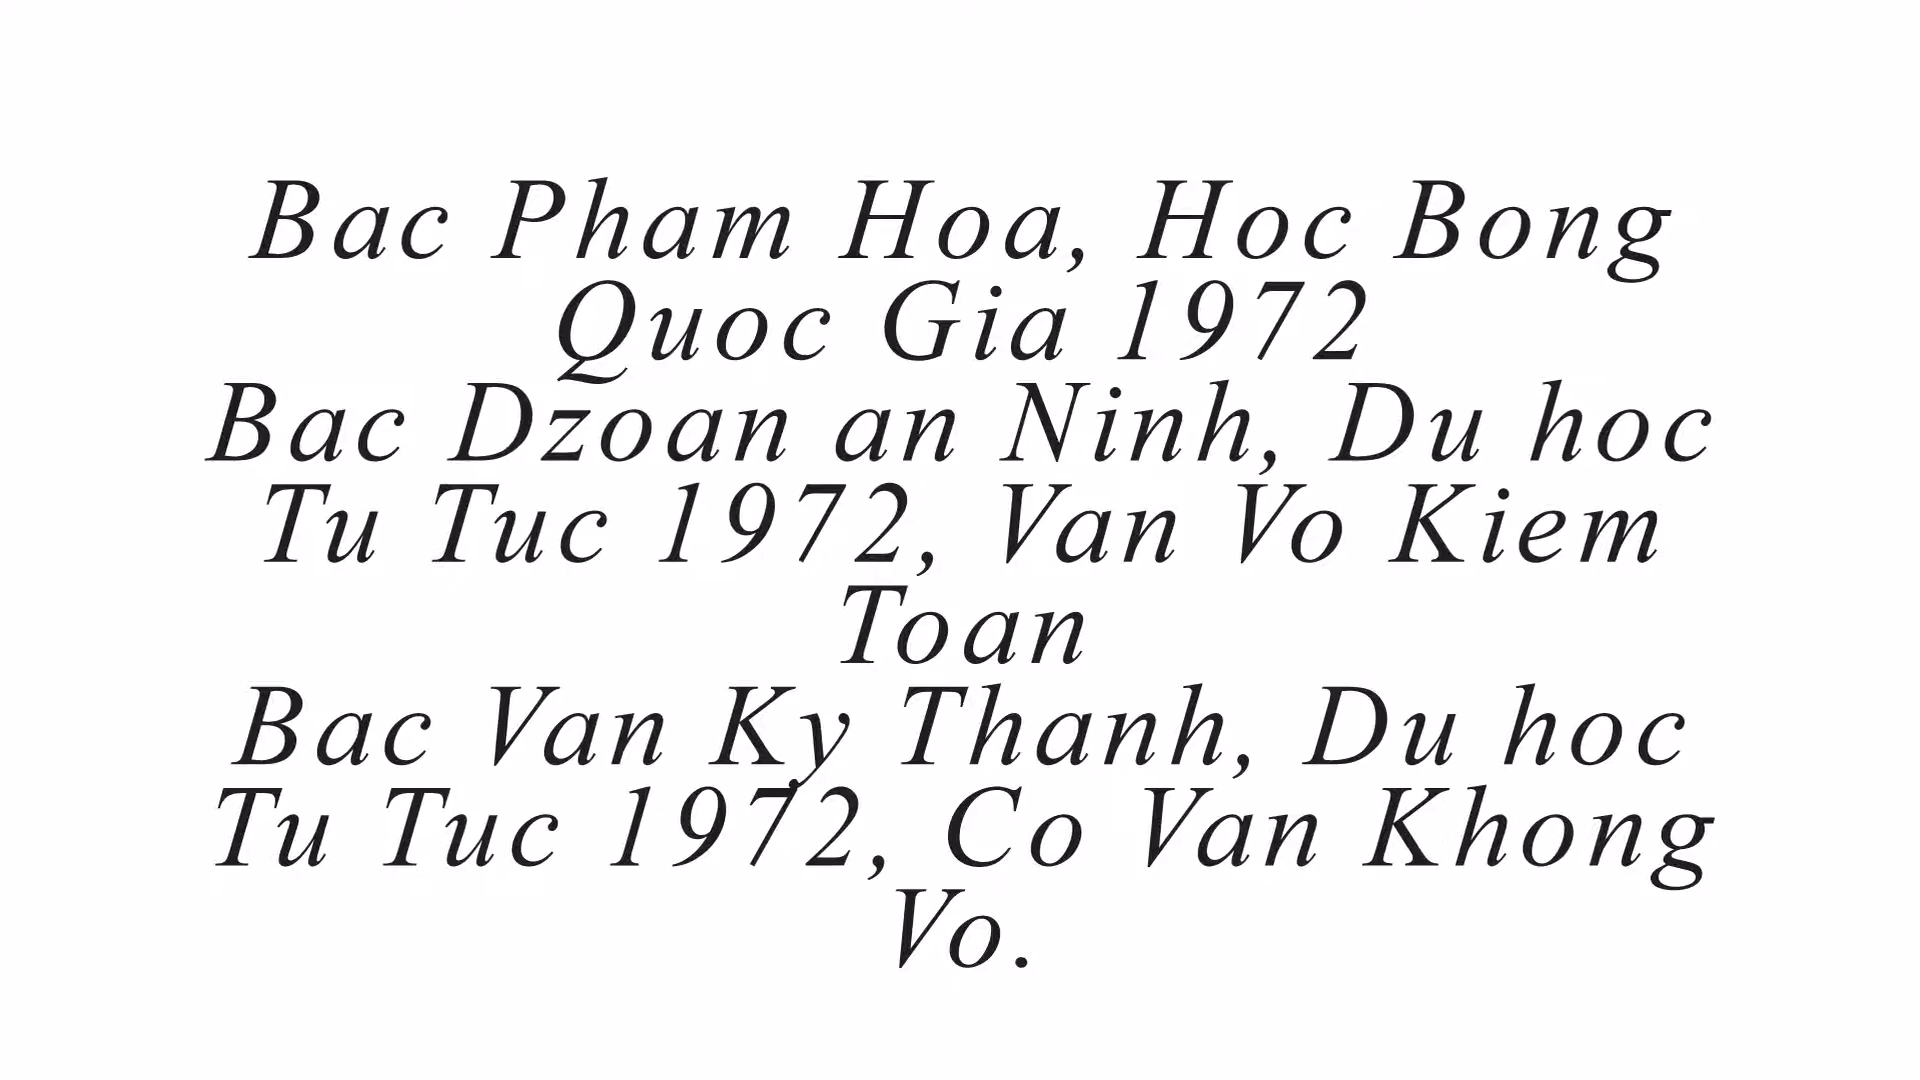 Bac Pham Hoa, Hoc Bong
Quoc Gia 1972
Bac Dzoan an Ninh, Du hoc
Tu Tuc 1972, Van Vo Kiem
Toan
Bac Van Ky Thanh, Du hoc
Tu Tuc 1972, Co Van Khong
Vo.